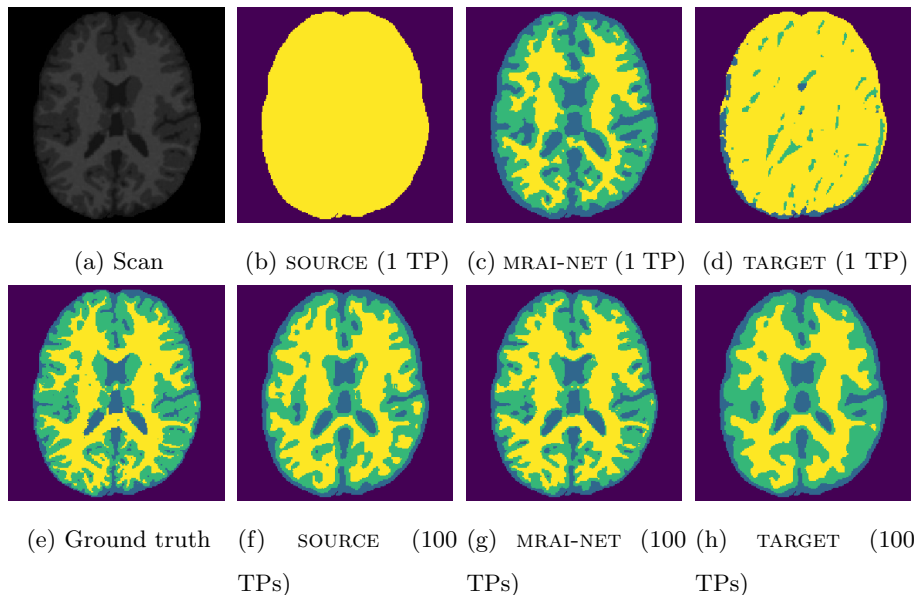 (a) Scan
(b) SOURCE (1 TP)
(c) MRAI-NET (1 TP)
(d) TARGET (1 TP)
(e) Ground truth
(f) SOURCE (100 TPs)
(g) MRAI-NET (100 TPs)
(h) TARGET (100 TPs)